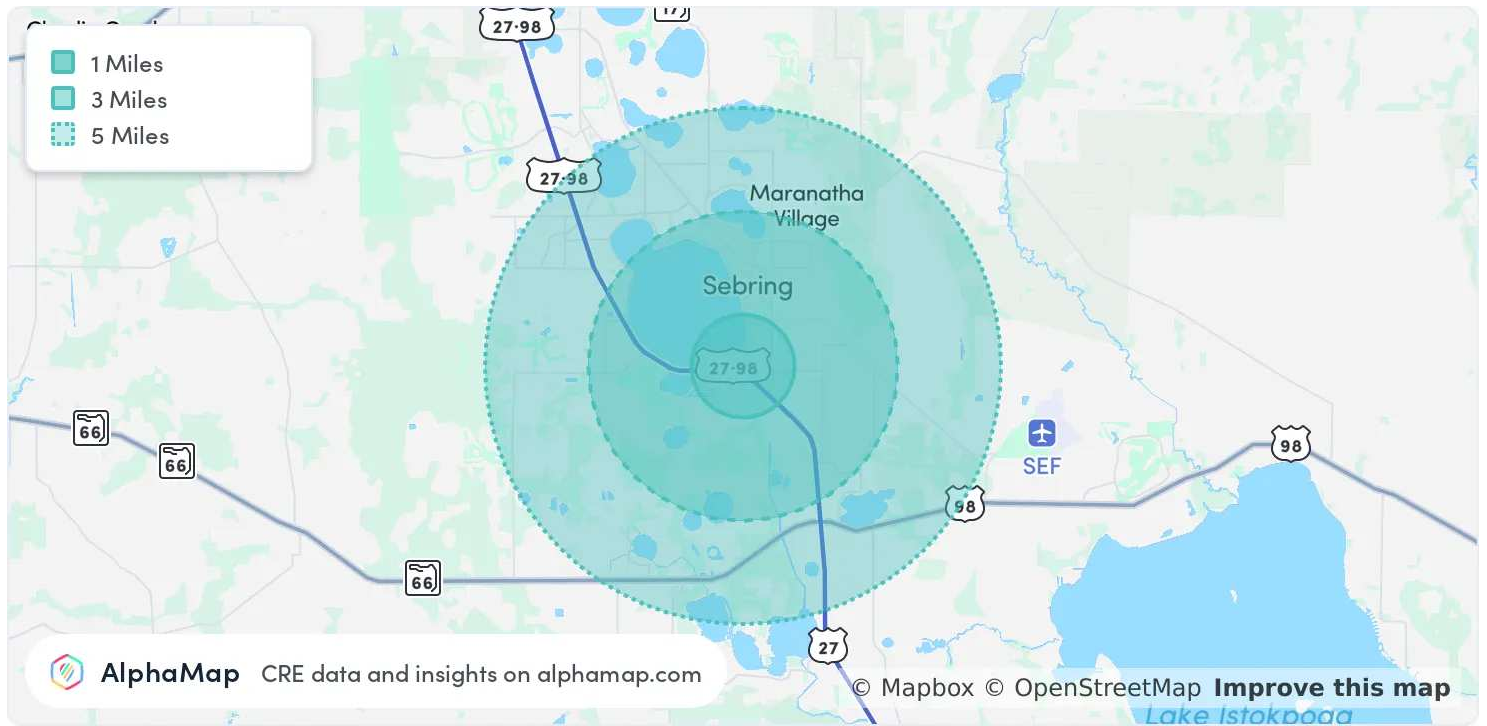 27·98
17
1 Miles
3 Miles
5 Miles
27·98
Maranatha
Village
Sebring
27·98
66
66
98
SEF
98
66
27
AlphaMap CRE data and insights on alphamap.com
© Mapbox © OpenStreetMap Improve this map
Lake Istokpoga